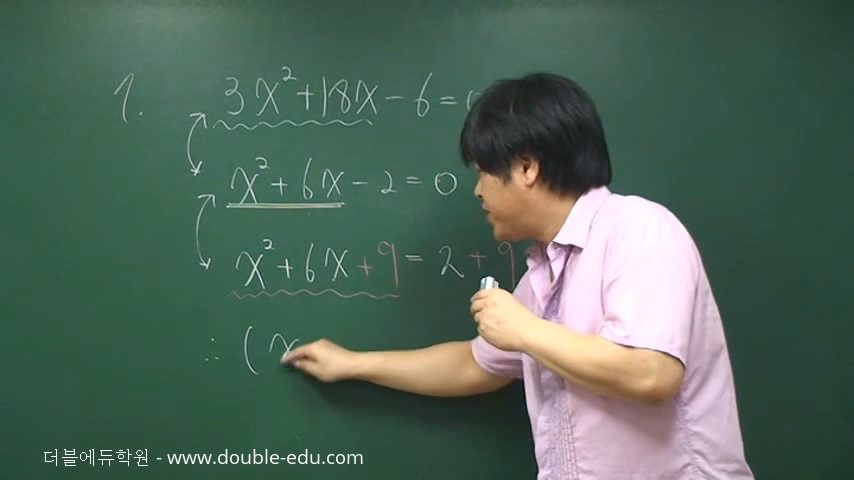 1. 3x²+18x-6=0
x²+6x-2=0
x²+6x+9=2+9
∴ (x
더블에듀학원 - www.double-edu.com